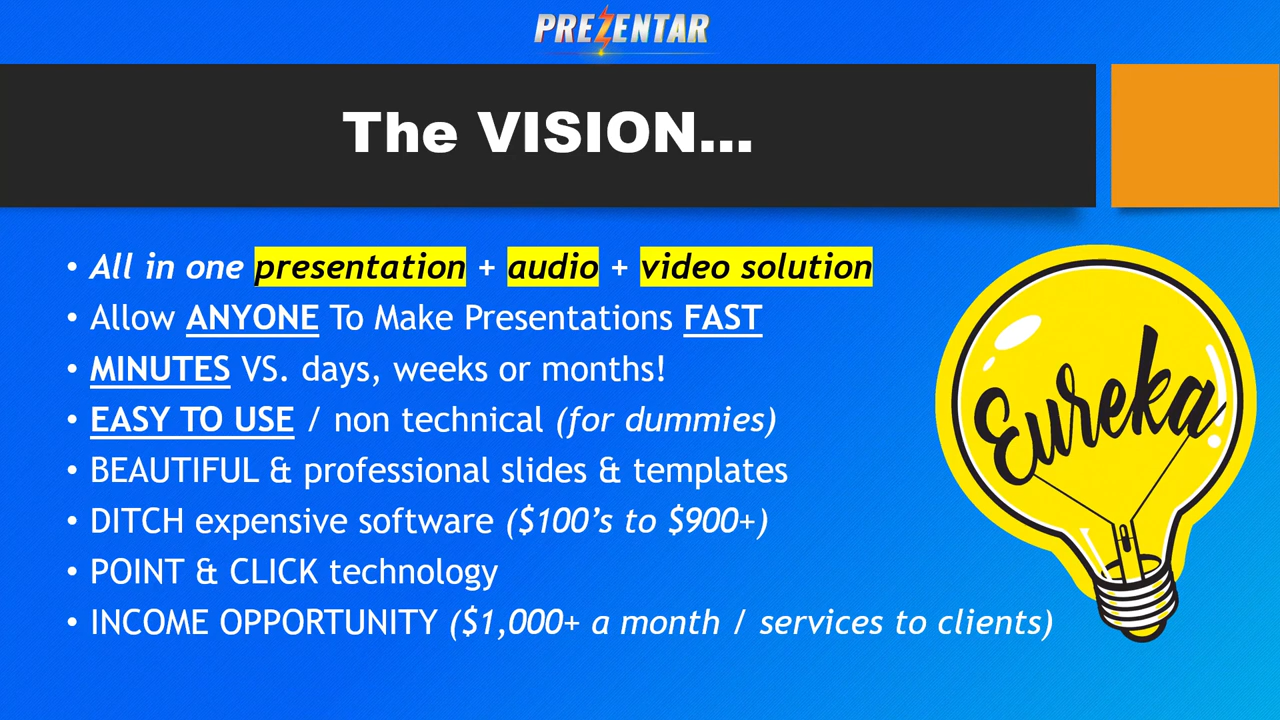 PREZENTAR
The VISION...
• All in one presentation + audio + video solution
• Allow ANYONE To Make Presentations FAST
• MINUTES VS. days, weeks or months!
• EASY TO USE / non technical (for dummies)
• BEAUTIFUL & professional slides & templates
• DITCH expensive software ($100’s to $900+)
• POINT & CLICK technology
• INCOME OPPORTUNITY ($1,000+ a month / services to clients)
Eureka